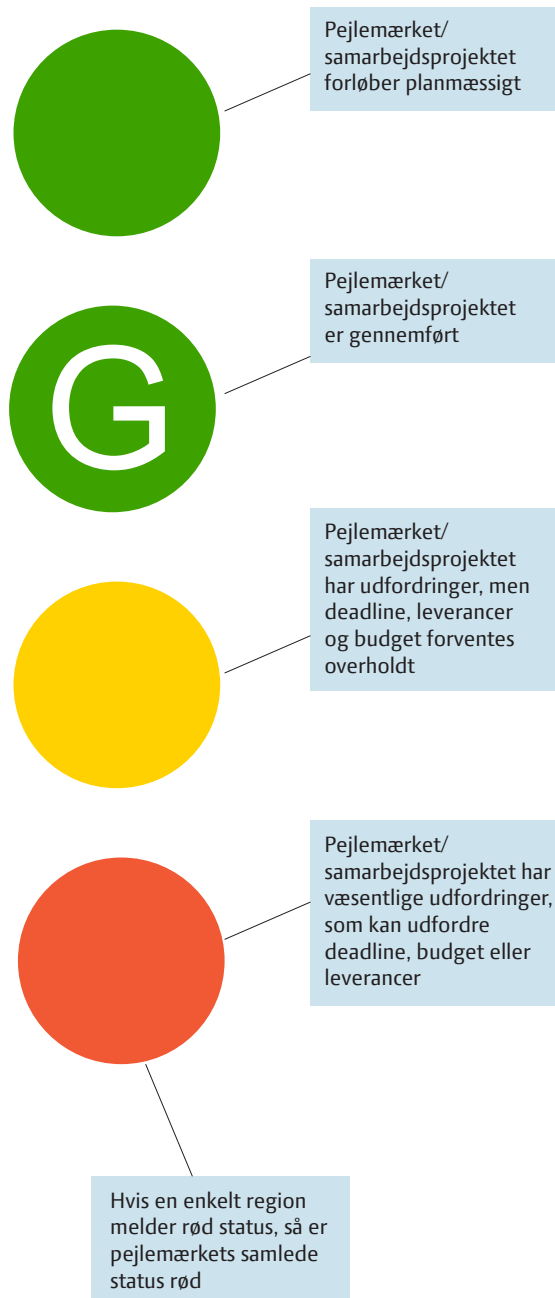 Pejlemærket/
samarbejdsprojektet
forløber planmæssigt
Pejlemærket/
samarbejdsprojektet
er gennemført
G
Pejlemærket/
samarbejdsprojektet
har udfordringer, men
deadline, leverancer
og budget forventes
overholdt
Pejlemærket/
samarbejdsprojektet har
væsentlige udfordringer,
som kan udfordre
deadline, budget eller
leverancer
Hvis en enkelt region
melder rød status, så er
pejlemærkets samlede
status rød